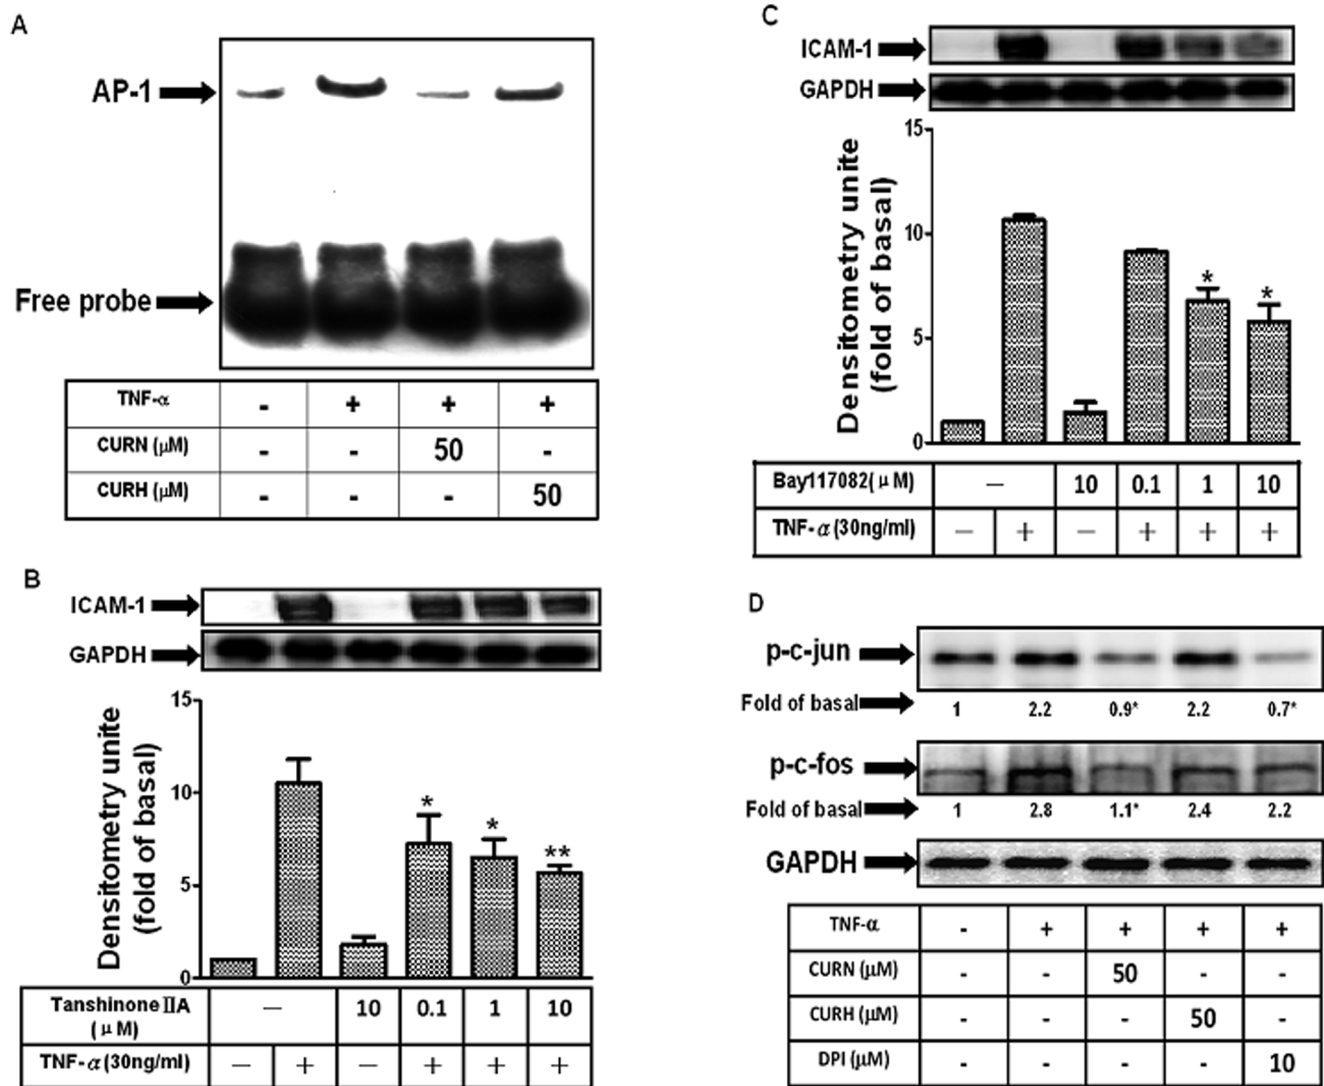 A
AP-1
Free probe
TNF-α - + + +
CURN (μM) - - 50 -
CURH (μM) - - - 50
B
ICAM-1
GAPDH
Densitometry unite
(fold of basal)
15
10
5
0
* * **
Tanshinone IIA
(μM) — 10 0.1 1 10
TNF-α (30ng/ml) — + — + + +
C
ICAM-1
GAPDH
Densitometry unite
(fold of basal)
15
10
5
0
* *
Bay117082(μM) — 10 0.1 1 10
TNF-α (30ng/ml) — + — + + +
D
p-c-jun
Fold of basal 1 2.2 0.9* 2.2 0.7*
p-c-fos
Fold of basal 1 2.8 1.1* 2.4 2.2
GAPDH
TNF-α - + + + +
CURN (μM) - - 50 - -
CURH (μM) - - - 50 -
DPI (μM) - - - - 10